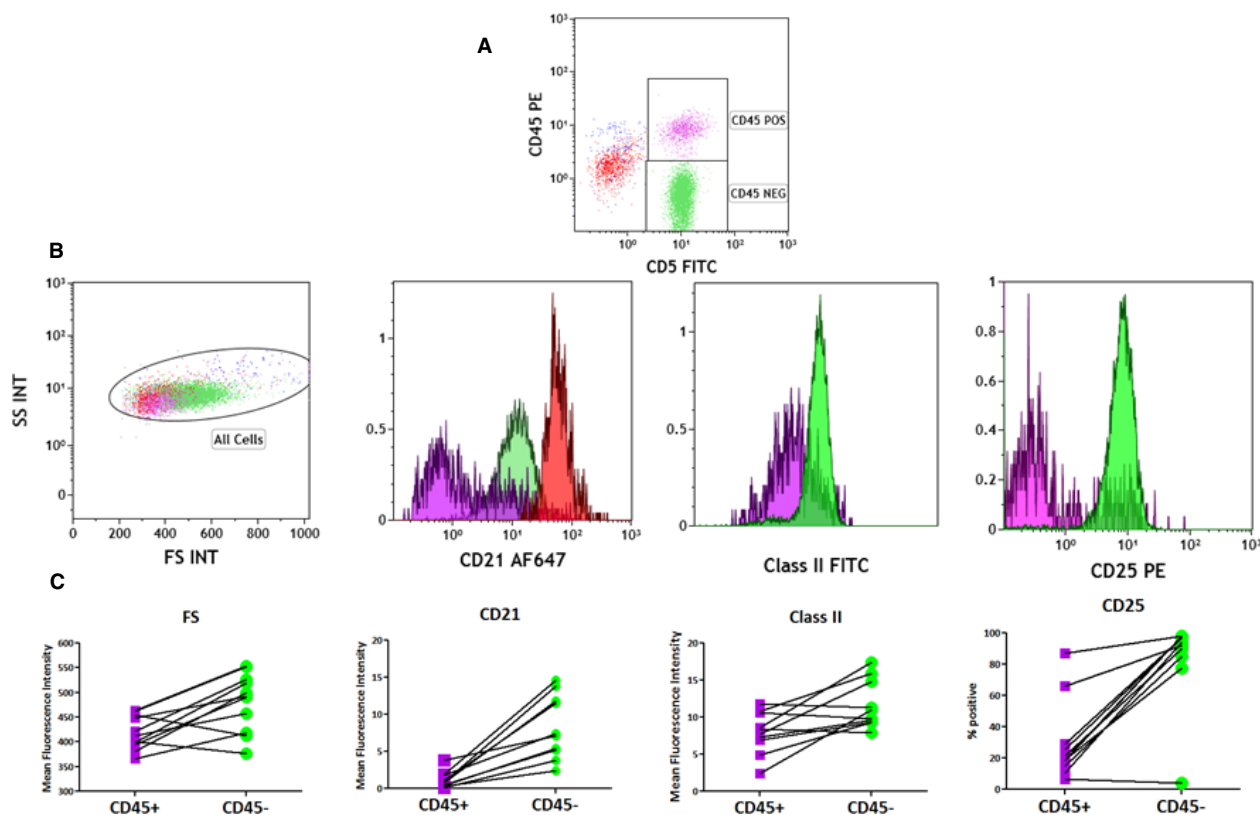 A
CD45 PE
10³
10²
10¹
10⁰
CD45 POS
CD45 NEG
10⁰ 10¹ 10² 10³
CD5 FITC
B
SS INT
10³
10²
10¹
10⁰
0
All Cells
0 200 400 600 800 1000
FS INT
1
0.5
0
10⁰ 10¹ 10² 10³
CD21 AF647
1
0.5
0
Class II FITC
1
0.8
0.6
0.4
0.2
0
10⁰ 10¹ 10² 10³
CD25 PE
C
FS
Mean Fluorescence Intensity
600
550
500
450
400
350
300
CD45+ CD45-
CD21
Mean Fluorescence Intensity
20
15
10
5
0
CD45+ CD45-
Class II
Mean Fluorescence Intensity
20
15
10
5
0
CD45+ CD45-
CD25
% positive
100
80
60
40
20
0
CD45+ CD45-